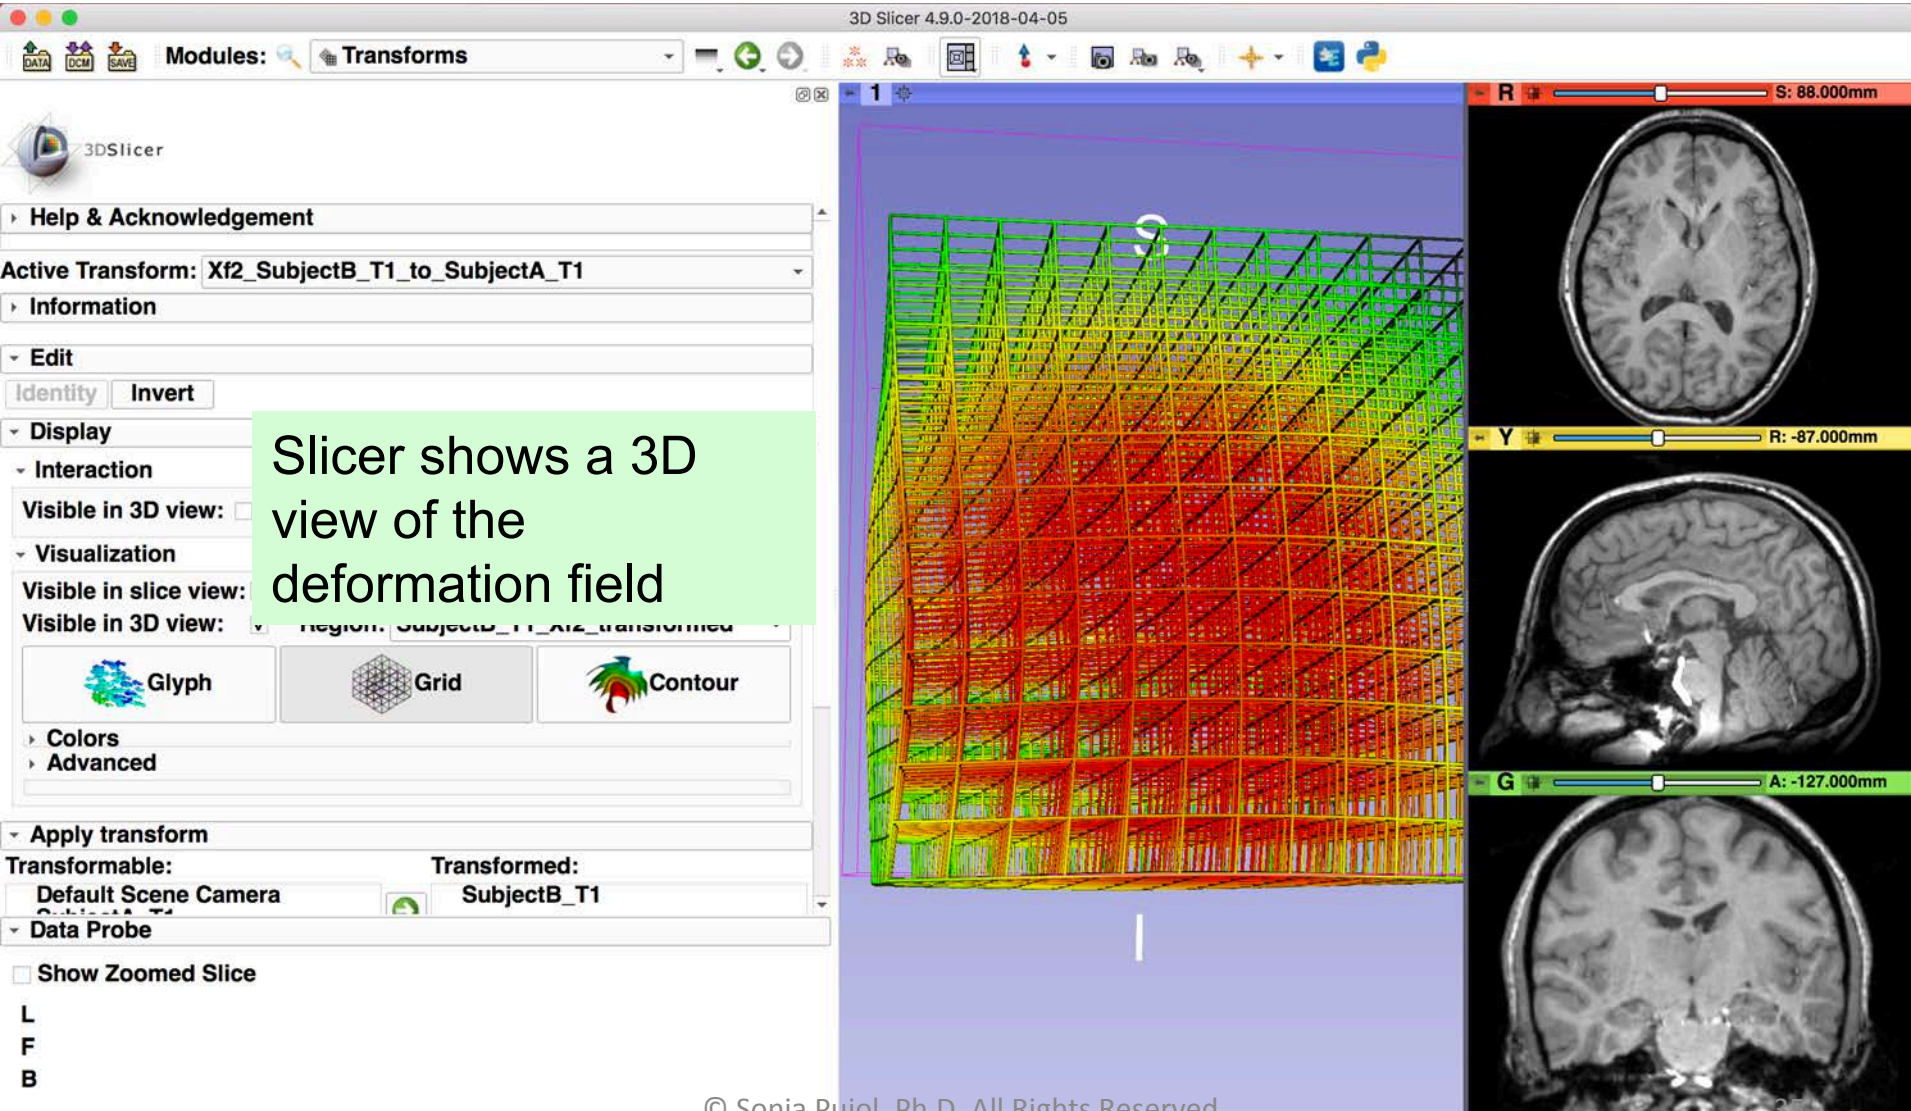 3D Slicer 4.9.0-2018-04-05
DATA DCM SAVE Modules: Transforms
3DSlicer
Help & Acknowledgement
Active Transform: Xf2_SubjectB_T1_to_SubjectA_T1
Information
Edit
Identity Invert
Display
Interaction
Visible in 3D view:
Visualization
Visible in slice view:
Visible in 3D view: Region: SubjectB_T1_Xf2_transformed
Slicer shows a 3D
view of the
deformation field
Glyph Grid Contour
Colors
Advanced
Apply transform
Transformable: Transformed:
Default Scene Camera SubjectB_T1
SubjectA_T1
Data Probe
Show Zoomed Slice
L
F
B
1
S
I
R S: 88.000mm
Y R: -87.000mm
G A: -127.000mm
© Sonia Pujol, Ph.D. All Rights Reserved